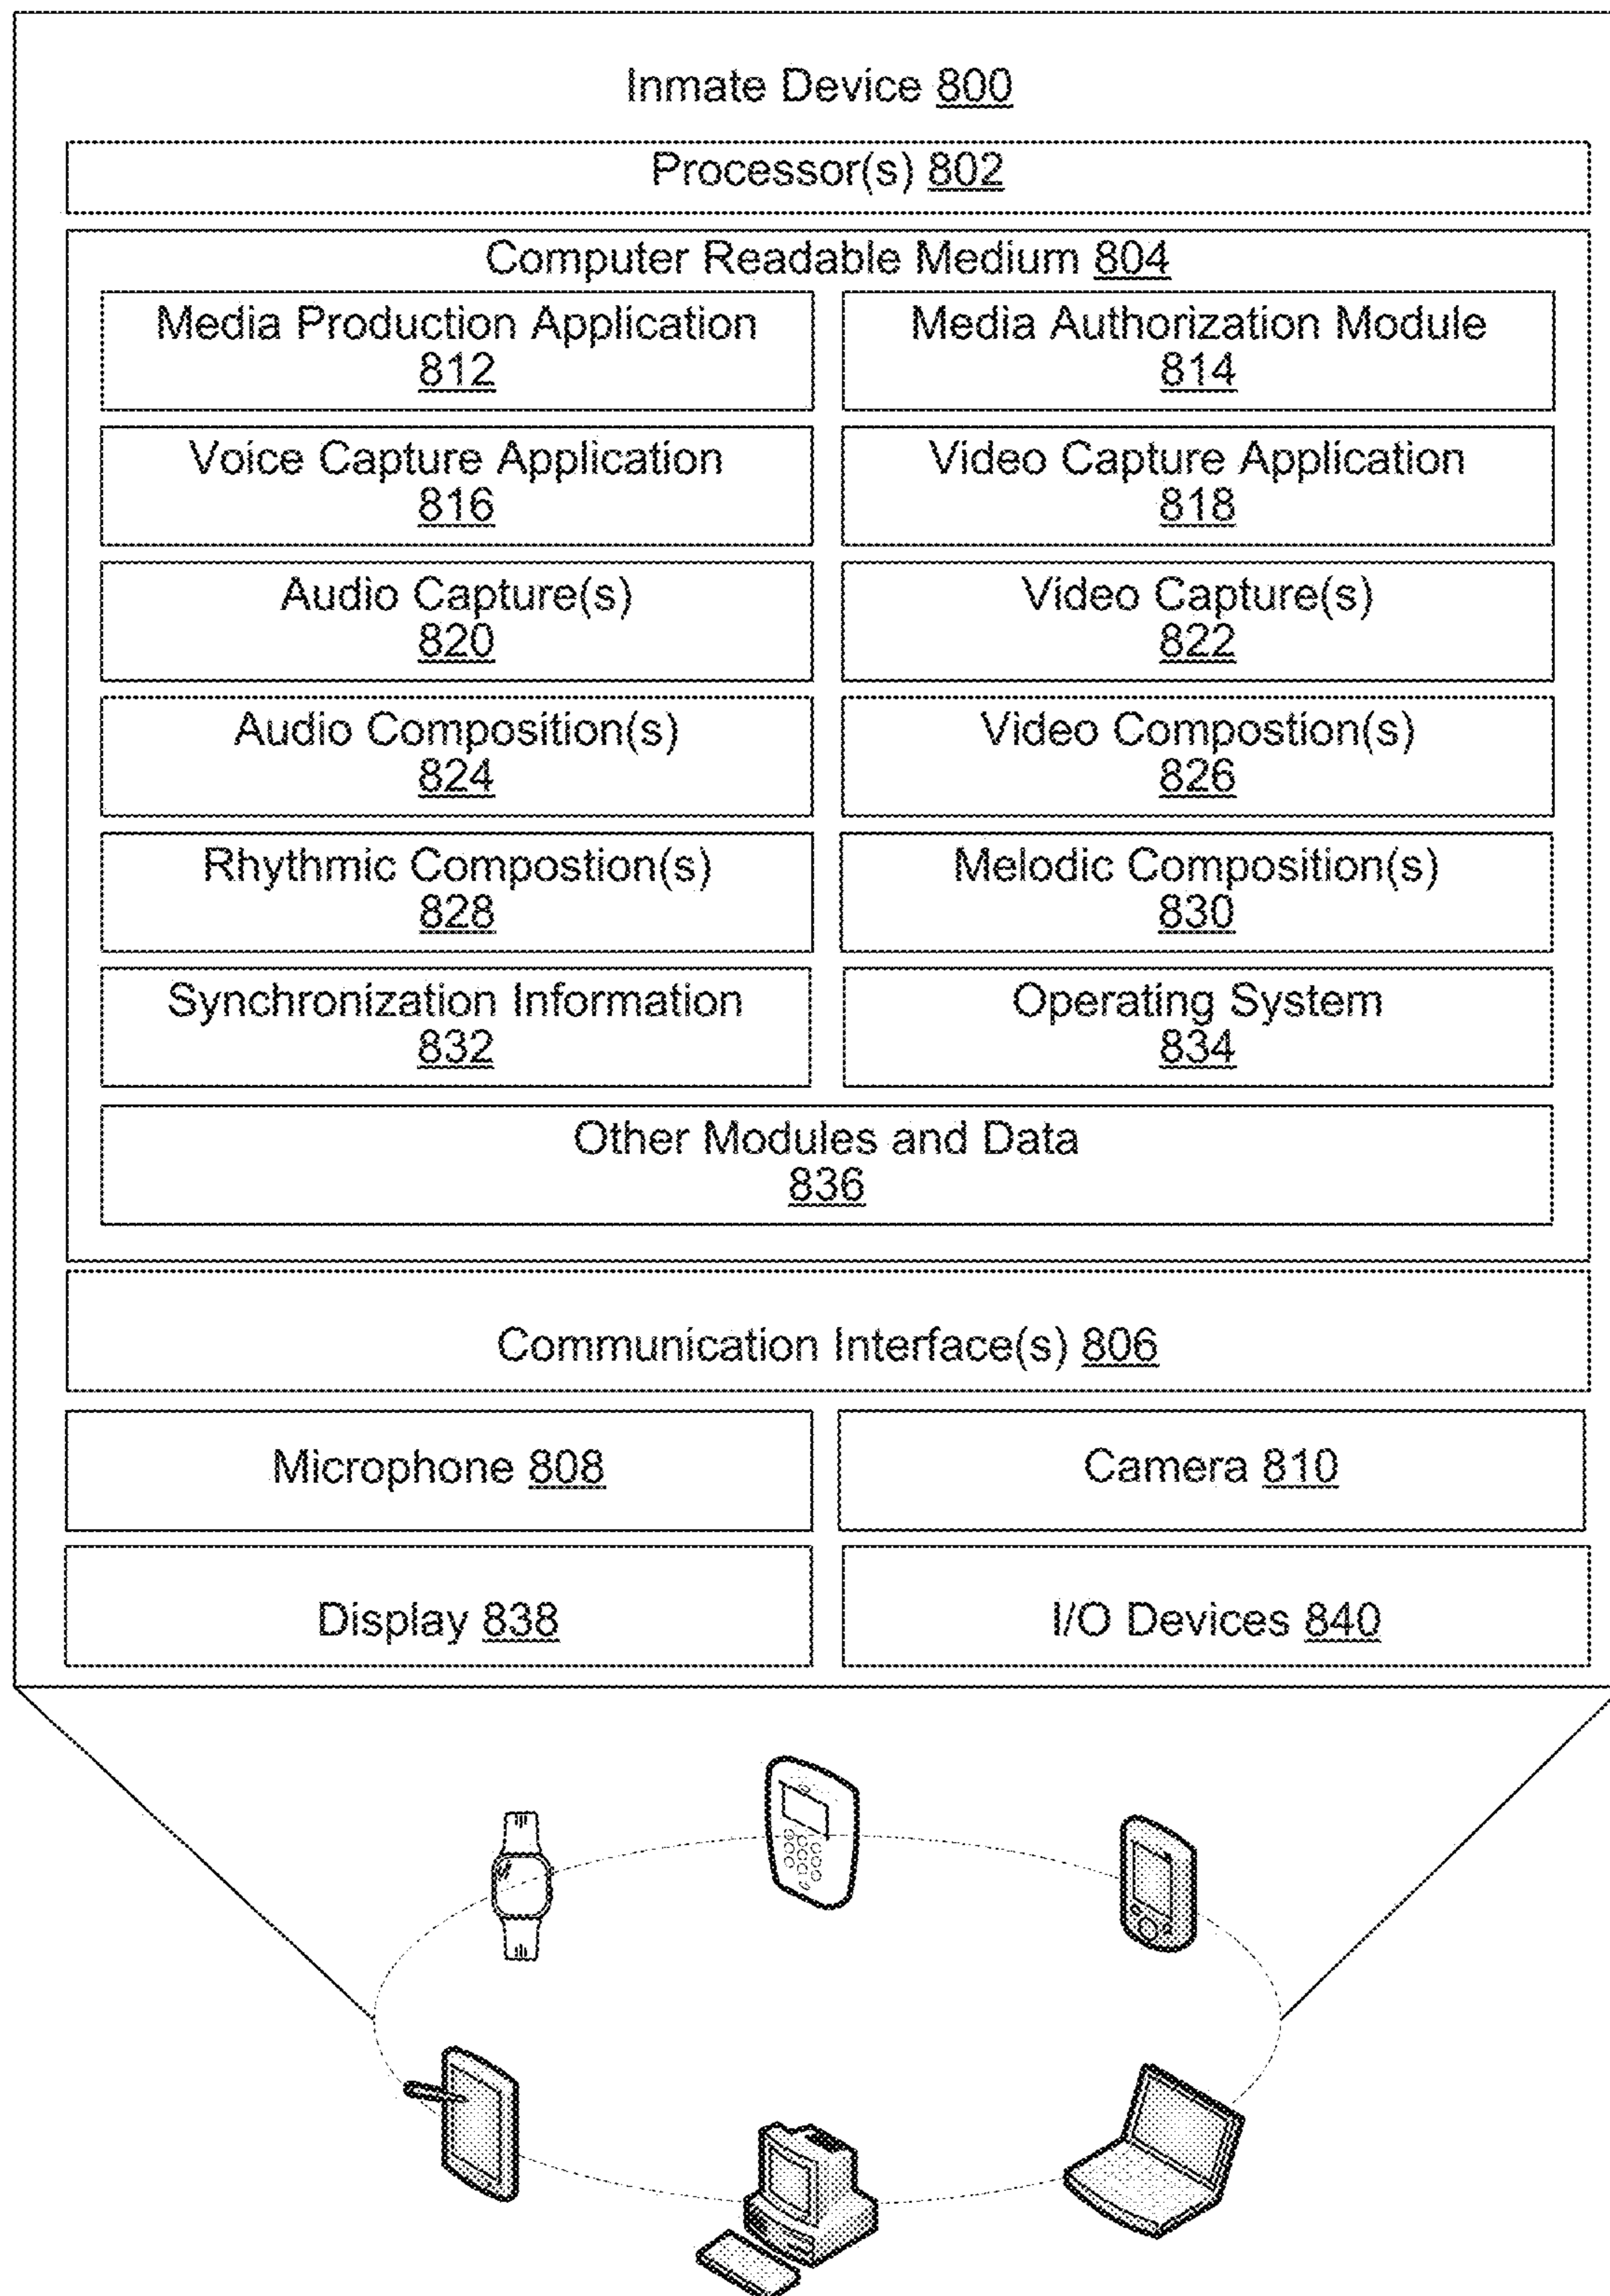 Inmate Device 800
Processor(s) 802
Computer Readable Medium 804
Media Production Application
812
Media Authorization Module
814
Voice Capture Application
816
Video Capture Application
818
Audio Capture(s)
820
Video Capture(s)
822
Audio Composition(s)
824
Video Compostion(s)
826
Rhythmic Compostion(s)
828
Melodic Composition(s)
830
Synchronization Information
832
Operating System
834
Other Modules and Data
836
Communication Interface(s) 806
Microphone 808
Camera 810
Display 838
I/O Devices 840